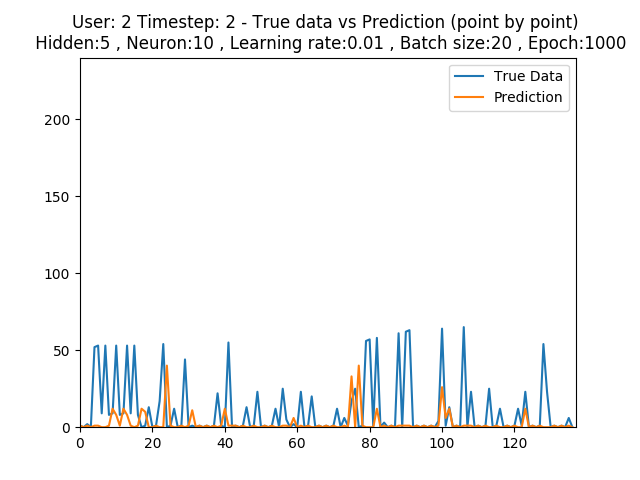 User: 2 Timestep: 2 - True data vs Prediction (point by point)
Hidden:5 , Neuron:10 , Learning rate:0.01 , Batch size:20 , Epoch:1000
True Data
Prediction
200
150
100
50
0
0 20 40 60 80 100 120